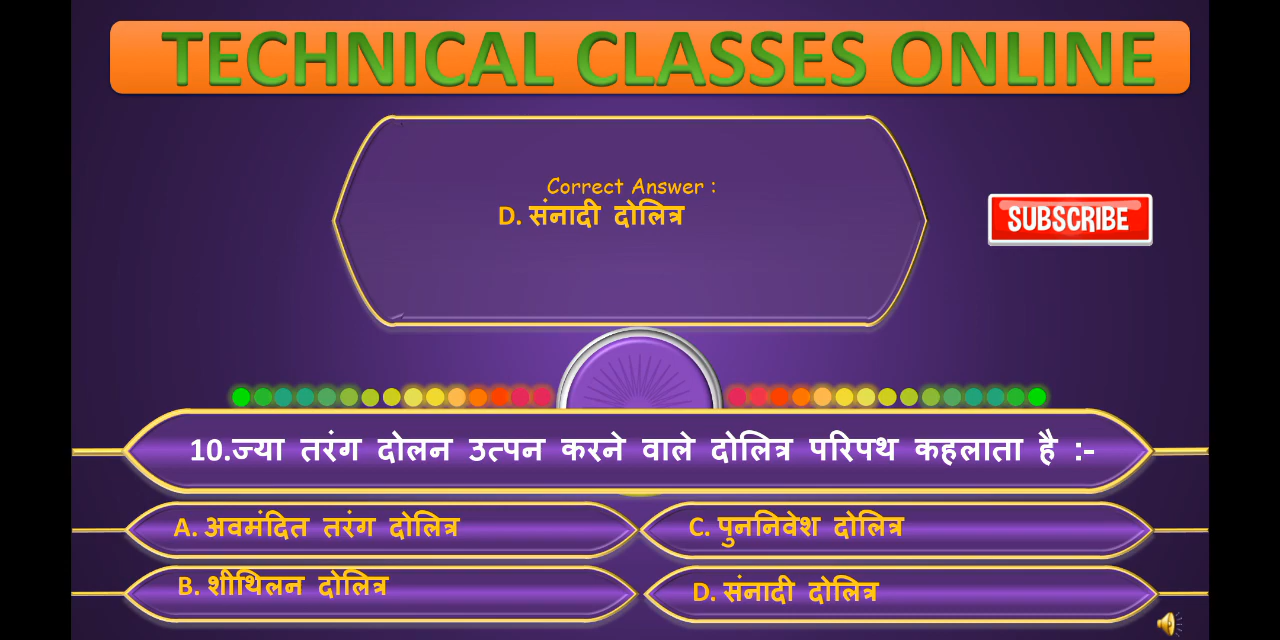 TECHNICAL CLASSES ONLINE
Correct Answer :
D. संनादी दोलित्र
SUBSCRIBE
10.ज्या तरंग दोलन उत्पन करने वाले दोलित्र परिपथ कहलाता है :-
A. अवमंदित तरंग दोलित्र
C. पुननिवेश दोलित्र
B. शीथिलन दोलित्र
D. संनादी दोलित्र